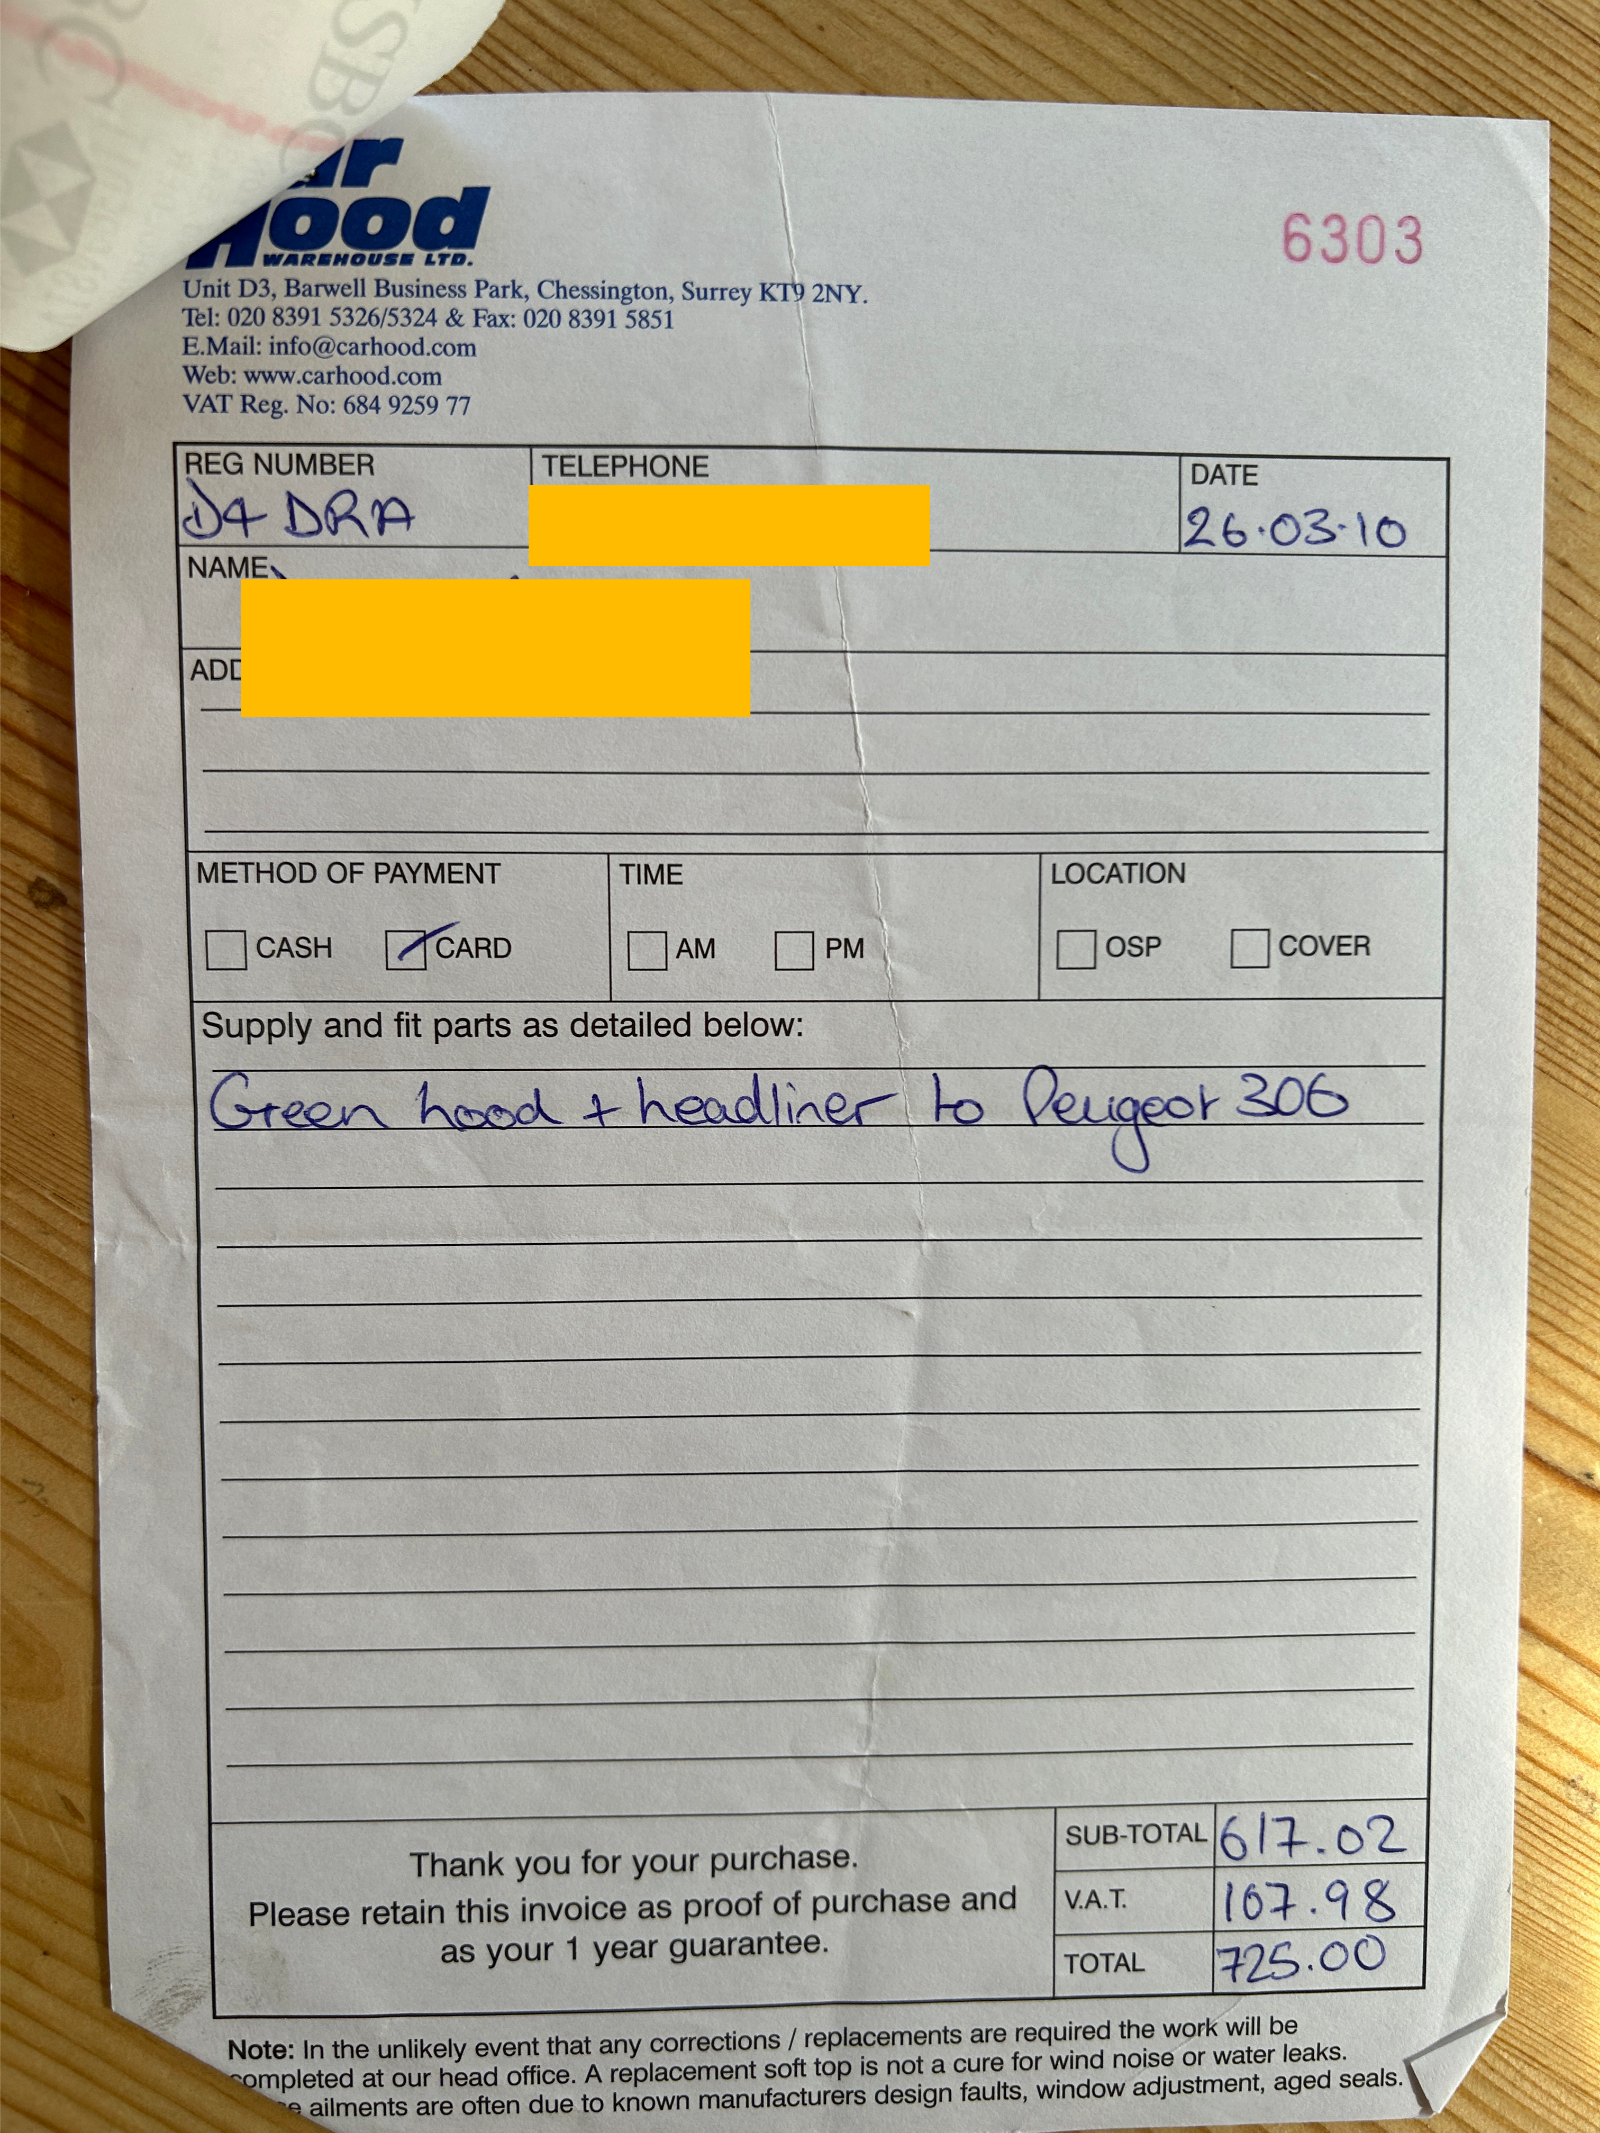 HSBC
ar
Hood
WAREHOUSE LTD.
6303
Unit D3, Barwell Business Park, Chessington, Surrey KT9 2NY.
Tel: 020 8391 5326/5324 & Fax: 020 8391 5851
E.Mail: info@carhood.com
Web: www.carhood.com
VAT Reg. No: 684 9259 77
REG NUMBER TELEPHONE DATE
D4 DRA 26.03.10
NAME
ADD
METHOD OF PAYMENT TIME LOCATION
CASH CARD AM PM OSP COVER
Supply and fit parts as detailed below:
Green hood + headliner to Peugeot 306
SUB-TOTAL 617.02
Thank you for your purchase.
Please retain this invoice as proof of purchase and
as your 1 year guarantee.
V.A.T. 107.98
TOTAL 725.00
Note: In the unlikely event that any corrections / replacements are required the work will be
completed at our head office. A replacement soft top is not a cure for wind noise or water leaks.
ailments are often due to known manufacturers design faults, window adjustment, aged seals.